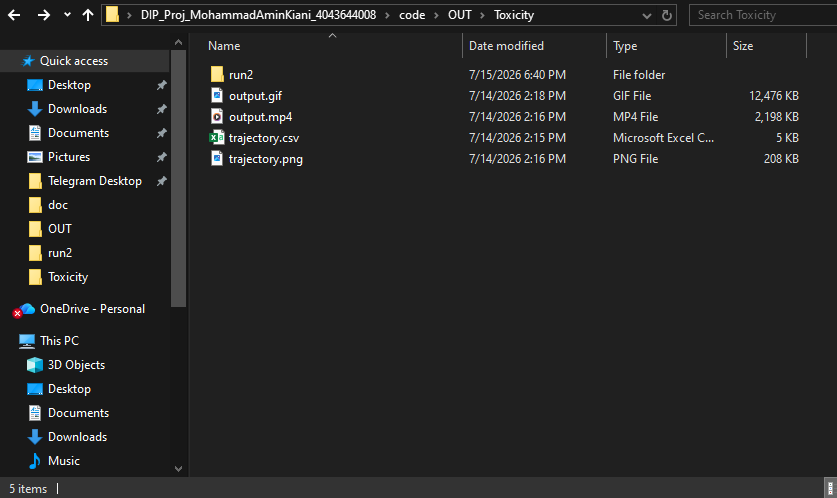 DIP_Proj_MohammadAminKiani_4043644008 > code > OUT > Toxicity
Search Toxicity
Name Date modified Type Size
Quick access
Desktop
Downloads
Documents
Pictures
Telegram Desktop
doc
OUT
run2
Toxicity
OneDrive - Personal
This PC
3D Objects
Desktop
Documents
Downloads
Music
run2 7/15/2026 6:40 PM File folder
output.gif 7/14/2026 2:18 PM GIF File 12,476 KB
output.mp4 7/14/2026 2:16 PM MP4 File 2,198 KB
trajectory.csv 7/14/2026 2:15 PM Microsoft Excel C... 5 KB
trajectory.png 7/14/2026 2:16 PM PNG File 208 KB
5 items